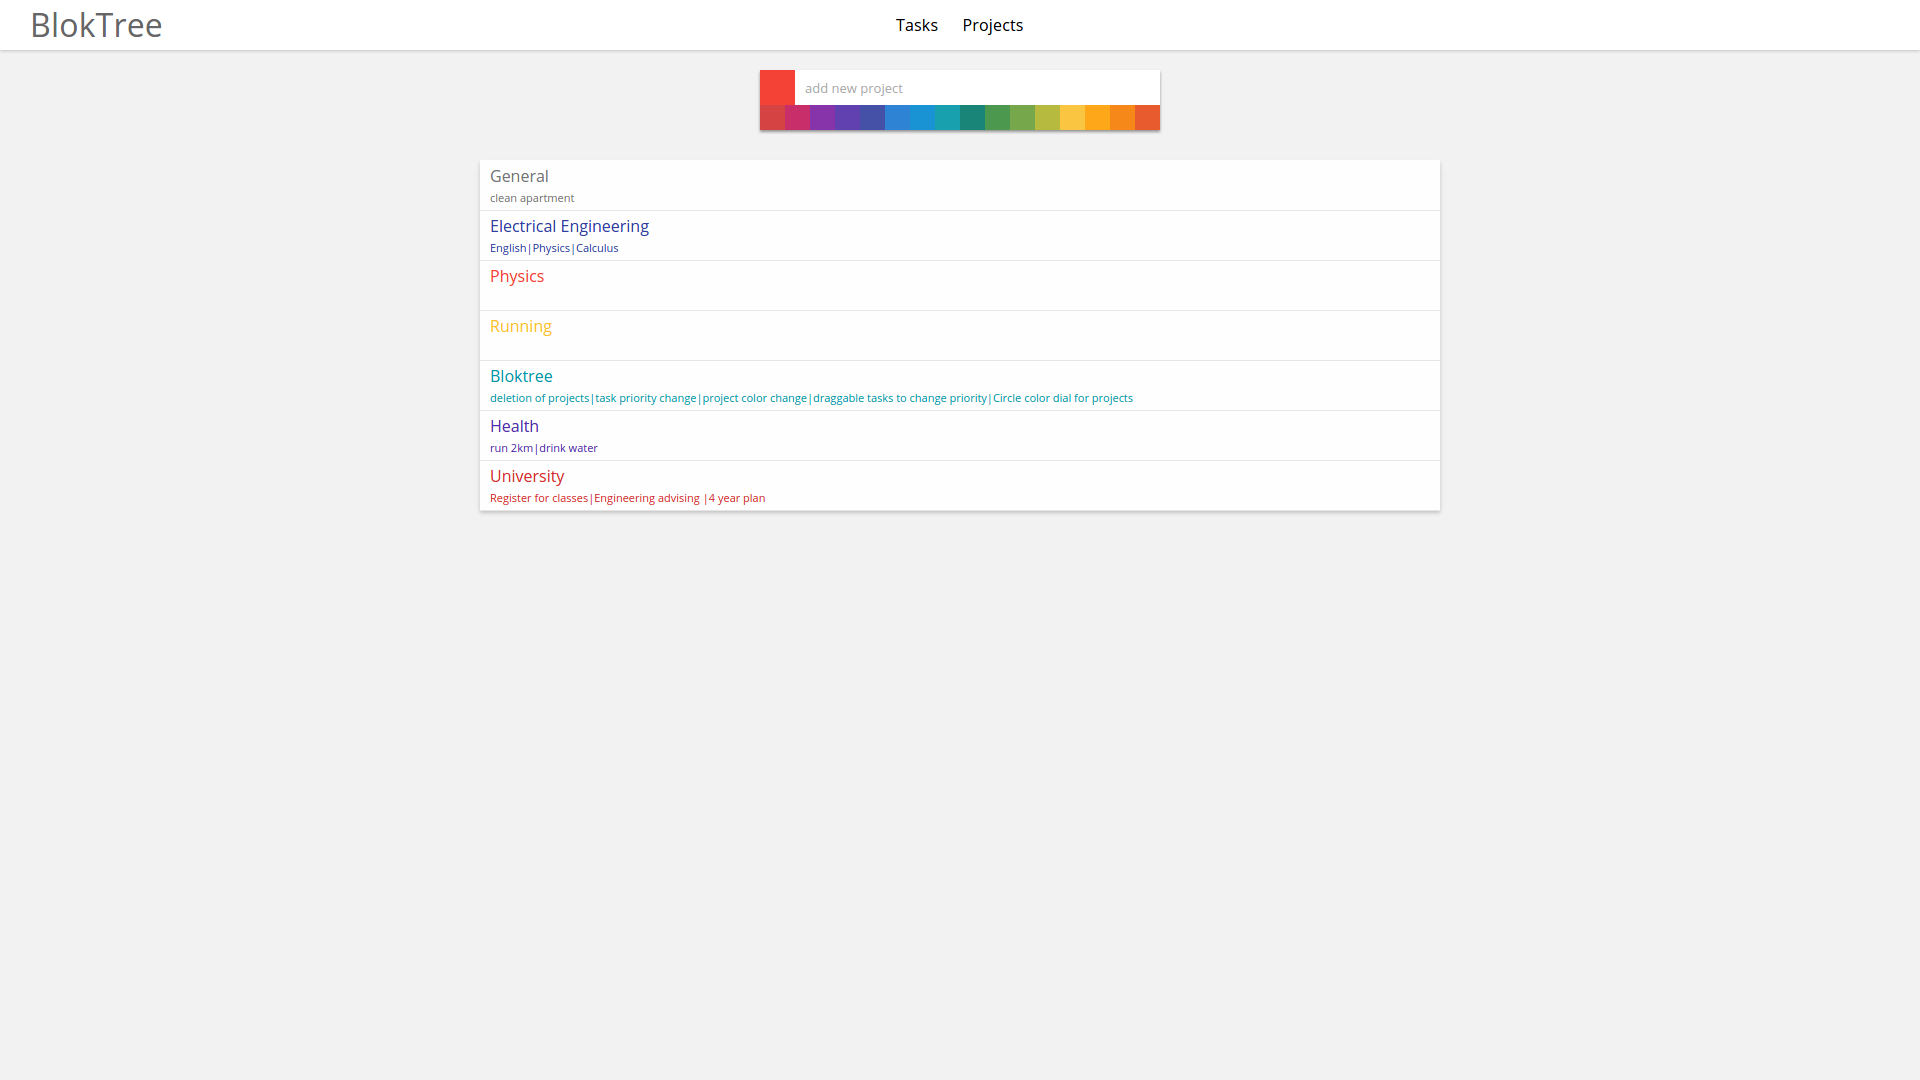 BlokTree
Tasks Projects
add new project
General
clean apartment
Electrical Engineering
English|Physics|Calculus
Physics
Running
Bloktree
deletion of projects|task priority change|project color change|draggable tasks to change priority|Circle color dial for projects
Health
run 2km|drink water
University
Register for classes|Engineering advising |4 year plan